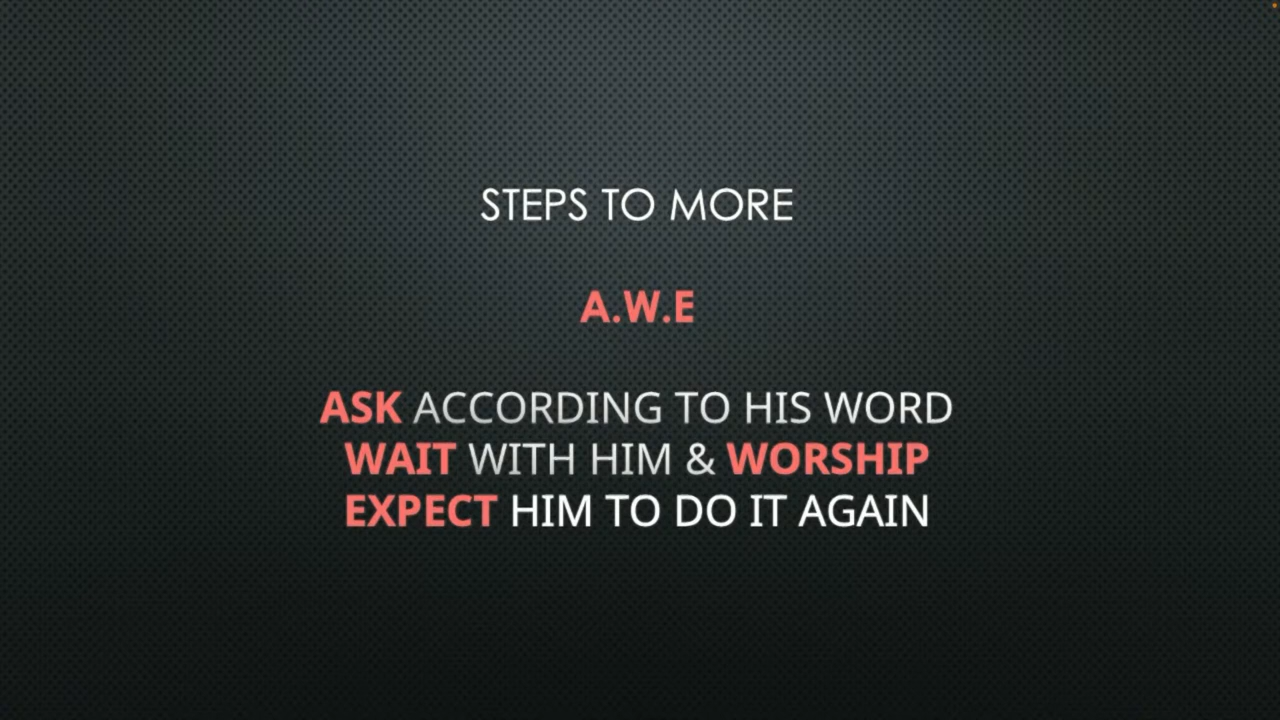 STEPS TO MORE
A.W.E
ASK ACCORDING TO HIS WORD
WAIT WITH HIM & WORSHIP
EXPECT HIM TO DO IT AGAIN